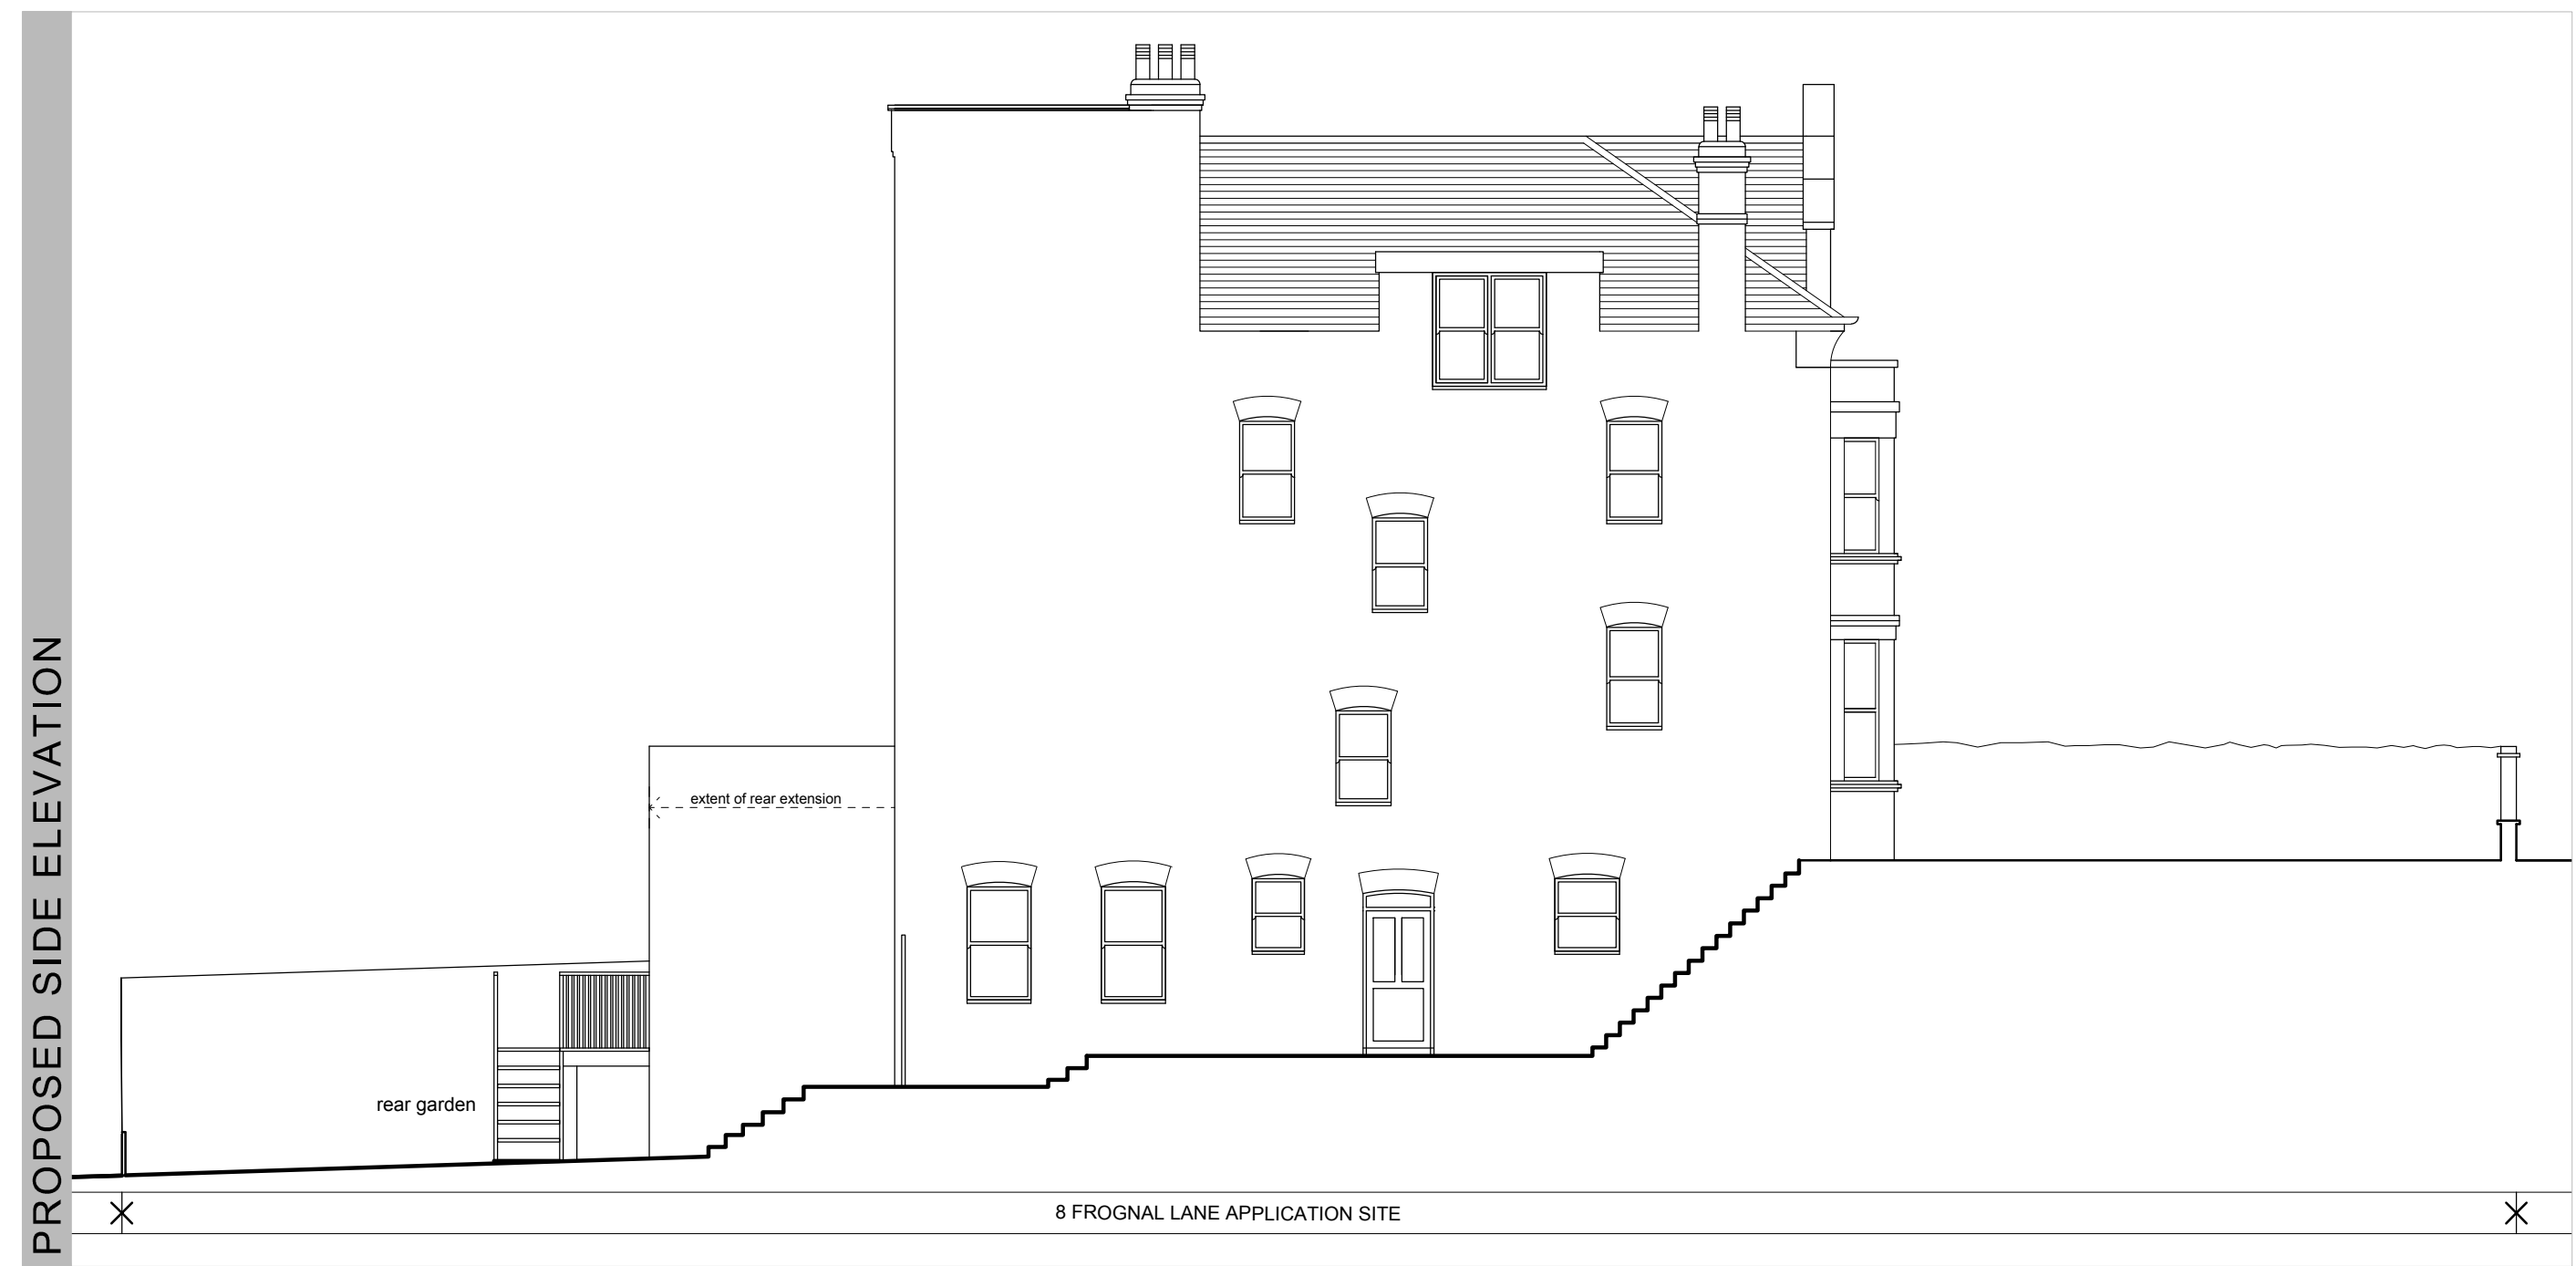 PROPOSED SIDE ELEVATION
extent of rear extension
rear garden
8 FROGNAL LANE APPLICATION SITE